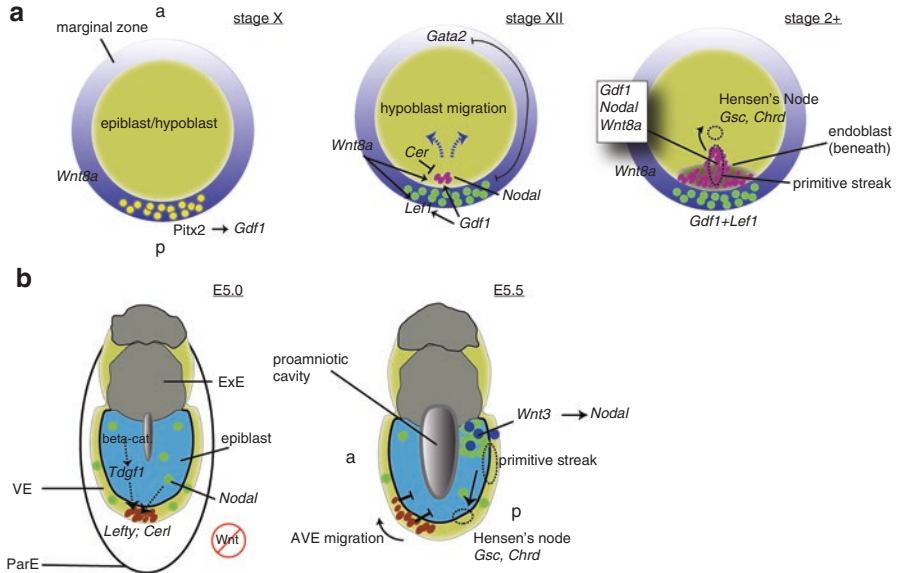 a
a
stage X
marginal zone
epiblast/hypoblast
Wnt8a
Pitx2 → Gdf1
p
stage XII
Gata2
hypoblast migration
Wnt8a
Cer
Nodal
Lef1
Gdf1
stage 2+
Gdf1
Nodal
Wnt8a
Hensen's Node
Gsc, Chrd
endoblast
(beneath)
Wnt8a
primitive streak
Gdf1+Lef1
b
E5.0
ExE
beta-cat.
epiblast
Tdgf1
VE
Nodal
Lefty; Cerl
Wnt
ParE
E5.5
proamniotic
cavity
Wnt3 → Nodal
primitive streak
a
p
AVE migration
Hensen's node
Gsc, Chrd